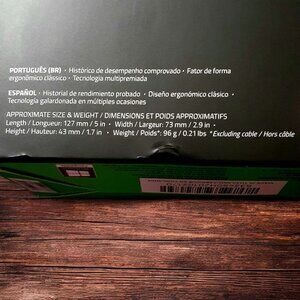 PORTUGUÊS (BR) • Histórico de desempenho comprovado • Fator de forma
ergonômico clássico • Tecnologia multipremiada
ESPAÑOL • Historial de rendimiento probado • Diseño ergonómico clásico •
Tecnología galardonada en múltiples ocasiones
APPROXIMATE SIZE & WEIGHT / DIMENSIONS ET POIDS APPROXIMATIFS
Length / Longueur: 127 mm / 5 in • Width / Largeur: 73 mm / 2.9 in •
Height / Hauteur: 43 mm / 1.7 in • Weight / Poids*: 96 g / 0.21 lbs *Excluding cable / Hors câble